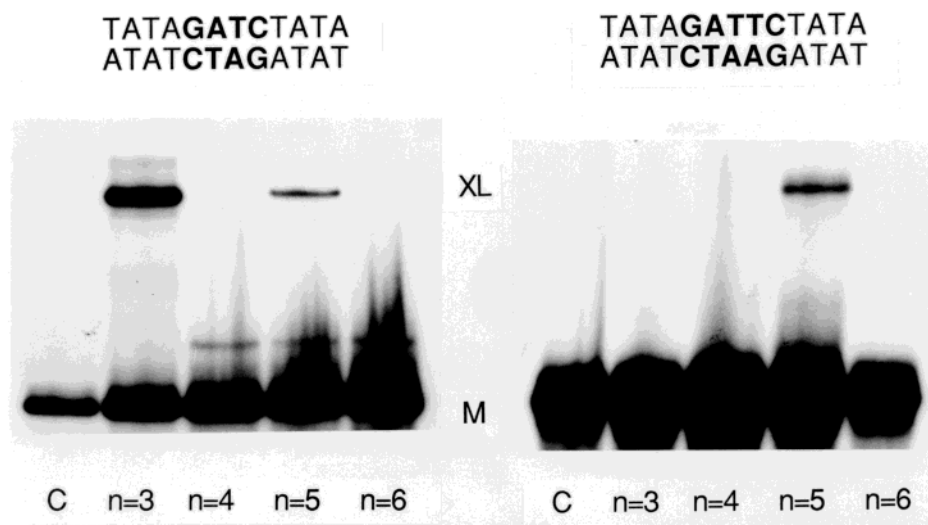 TATAGATCTATA
ATATCTAGATAT
TATAGATTCTATA
ATATCTAAGATAT
XL
M
C n=3 n=4 n=5 n=6
C n=3 n=4 n=5 n=6